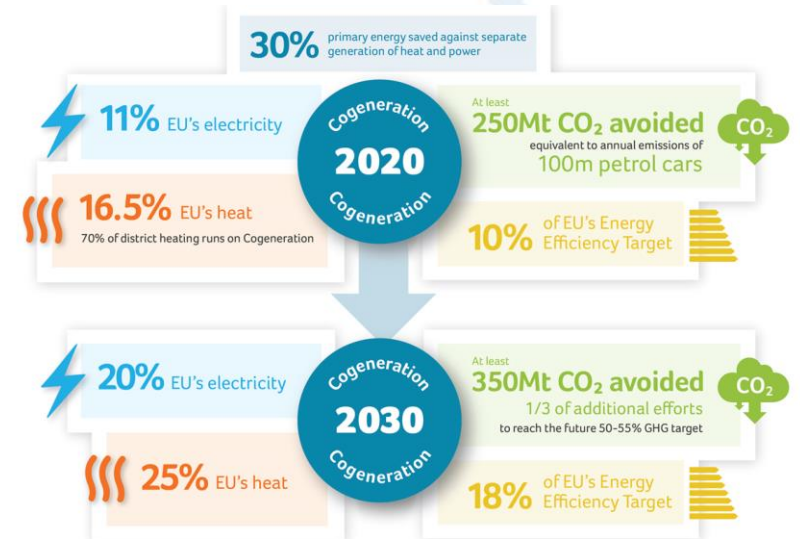 30% primary energy saved against separate
generation of heat and power
11% EU's electricity
16.5% EU's heat
70% of district heating runs on Cogeneration
Cogeneration
2020
Cogeneration
At least
250Mt CO₂ avoided
equivalent to annual emissions of
100m petrol cars
CO₂
10% of EU's Energy
Efficiency Target
20% EU's electricity
25% EU's heat
Cogeneration
2030
Cogeneration
At least
350Mt CO₂ avoided
1/3 of additional efforts
to reach the future 50-55% GHG target
CO₂
18% of EU's Energy
Efficiency Target